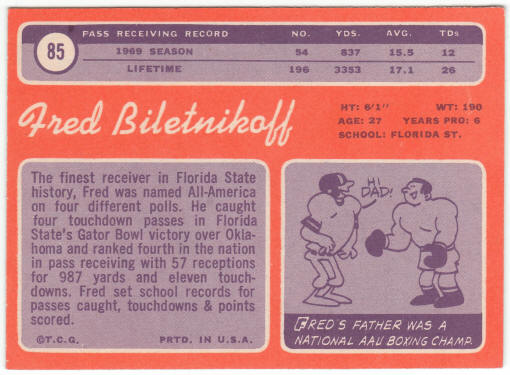 85
PASS RECEIVING RECORD NO. YDS. AVG. TDs
1969 SEASON 54 837 15.5 12
LIFETIME 196 3353 17.1 26
Fred Biletnikoff
HT: 6'1" WT: 190
AGE: 27 YEARS PRO: 6
SCHOOL: FLORIDA ST.
The finest receiver in Florida State
history, Fred was named All-America
on four different polls. He caught
four touchdown passes in Florida
State's Gator Bowl victory over Okla-
homa and ranked fourth in the nation
in pass receiving with 57 receptions
for 987 yards and eleven touch-
downs. Fred set school records for
passes caught, touchdowns & points
scored.
©T.C.G. PRTD. IN U.S.A.
HI
DAD!
FRED'S FATHER WAS A
NATIONAL AAU BOXING CHAMP.